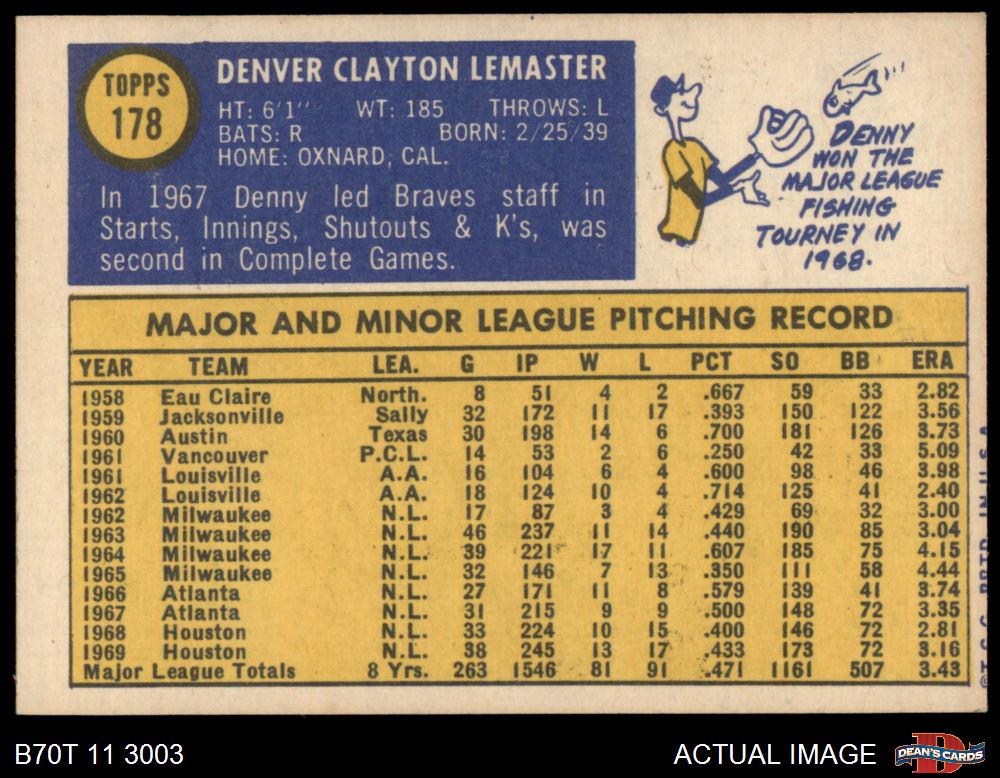 TOPPS
178
DENVER CLAYTON LEMASTER
HT: 6'1" WT: 185 THROWS: L
BATS: R BORN: 2/25/39
HOME: OXNARD, CAL.
In 1967 Denny led Braves staff in
Starts, Innings, Shutouts & K's, was
second in Complete Games.
DENNY
WON THE
MAJOR LEAGUE
FISHING
TOURNEY IN
1968.
MAJOR AND MINOR LEAGUE PITCHING RECORD
YEAR TEAM LEA. G IP W L PCT SO BB ERA
1958 Eau Claire North. 8 51 4 2 .667 59 33 2.82
1959 Jacksonville Sally 32 172 11 17 .393 150 122 3.56
1960 Austin Texas 30 198 14 6 .700 181 126 3.73
1961 Vancouver P.C.L. 14 53 2 6 .250 42 33 5.09
1961 Louisville A.A. 16 104 6 4 .600 98 46 3.98
1962 Louisville A.A. 18 124 10 4 .714 125 41 2.40
1962 Milwaukee N.L. 17 87 3 4 .429 69 32 3.00
1963 Milwaukee N.L. 46 237 11 14 .440 190 85 3.04
1964 Milwaukee N.L. 39 221 17 11 .607 185 75 4.15
1965 Milwaukee N.L. 32 146 7 13 .350 111 58 4.44
1966 Atlanta N.L. 27 171 11 8 .579 139 41 3.74
1967 Atlanta N.L. 31 215 9 9 .500 148 72 3.35
1968 Houston N.L. 33 224 10 15 .400 146 72 2.81
1969 Houston N.L. 38 245 13 17 .433 173 72 3.16
Major League Totals 8 Yrs. 263 1546 81 91 .471 1161 507 3.43
©T.C.G. PRTD. IN U.S.A.
B70T 11 3003
ACTUAL IMAGE
DEAN'S CARDS